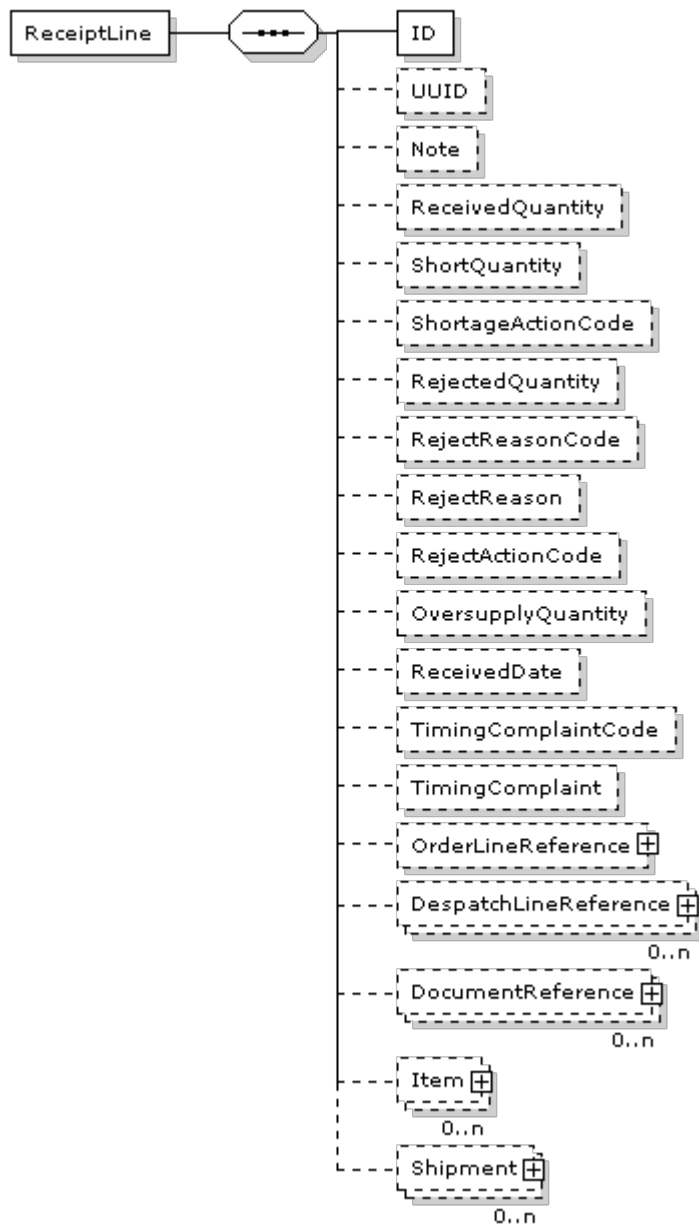 ReceiptLine
ID
UUID
Note
ReceivedQuantity
ShortQuantity
ShortageActionCode
RejectedQuantity
RejectReasonCode
RejectReason
RejectActionCode
OversupplyQuantity
ReceivedDate
TimingComplaintCode
TimingComplaint
OrderLineReference
DespatchLineReference
0..n
DocumentReference
0..n
Item
0..n
Shipment
0..n